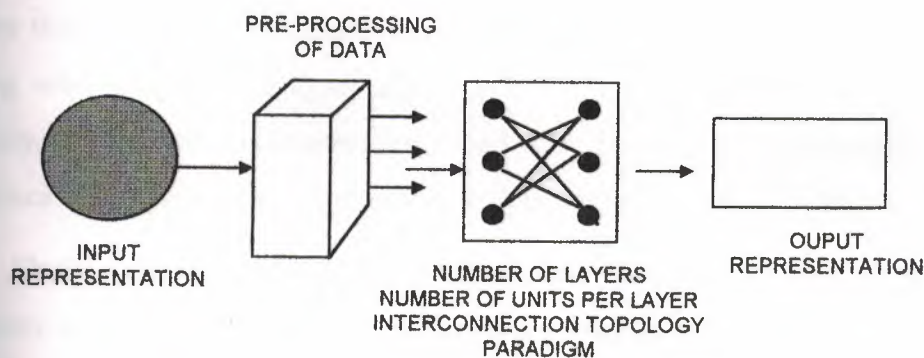 PRE-PROCESSING
OF DATA
INPUT
REPRESENTATION
NUMBER OF LAYERS
NUMBER OF UNITS PER LAYER
INTERCONNECTION TOPOLOGY
PARADIGM
OUPUT
REPRESENTATION